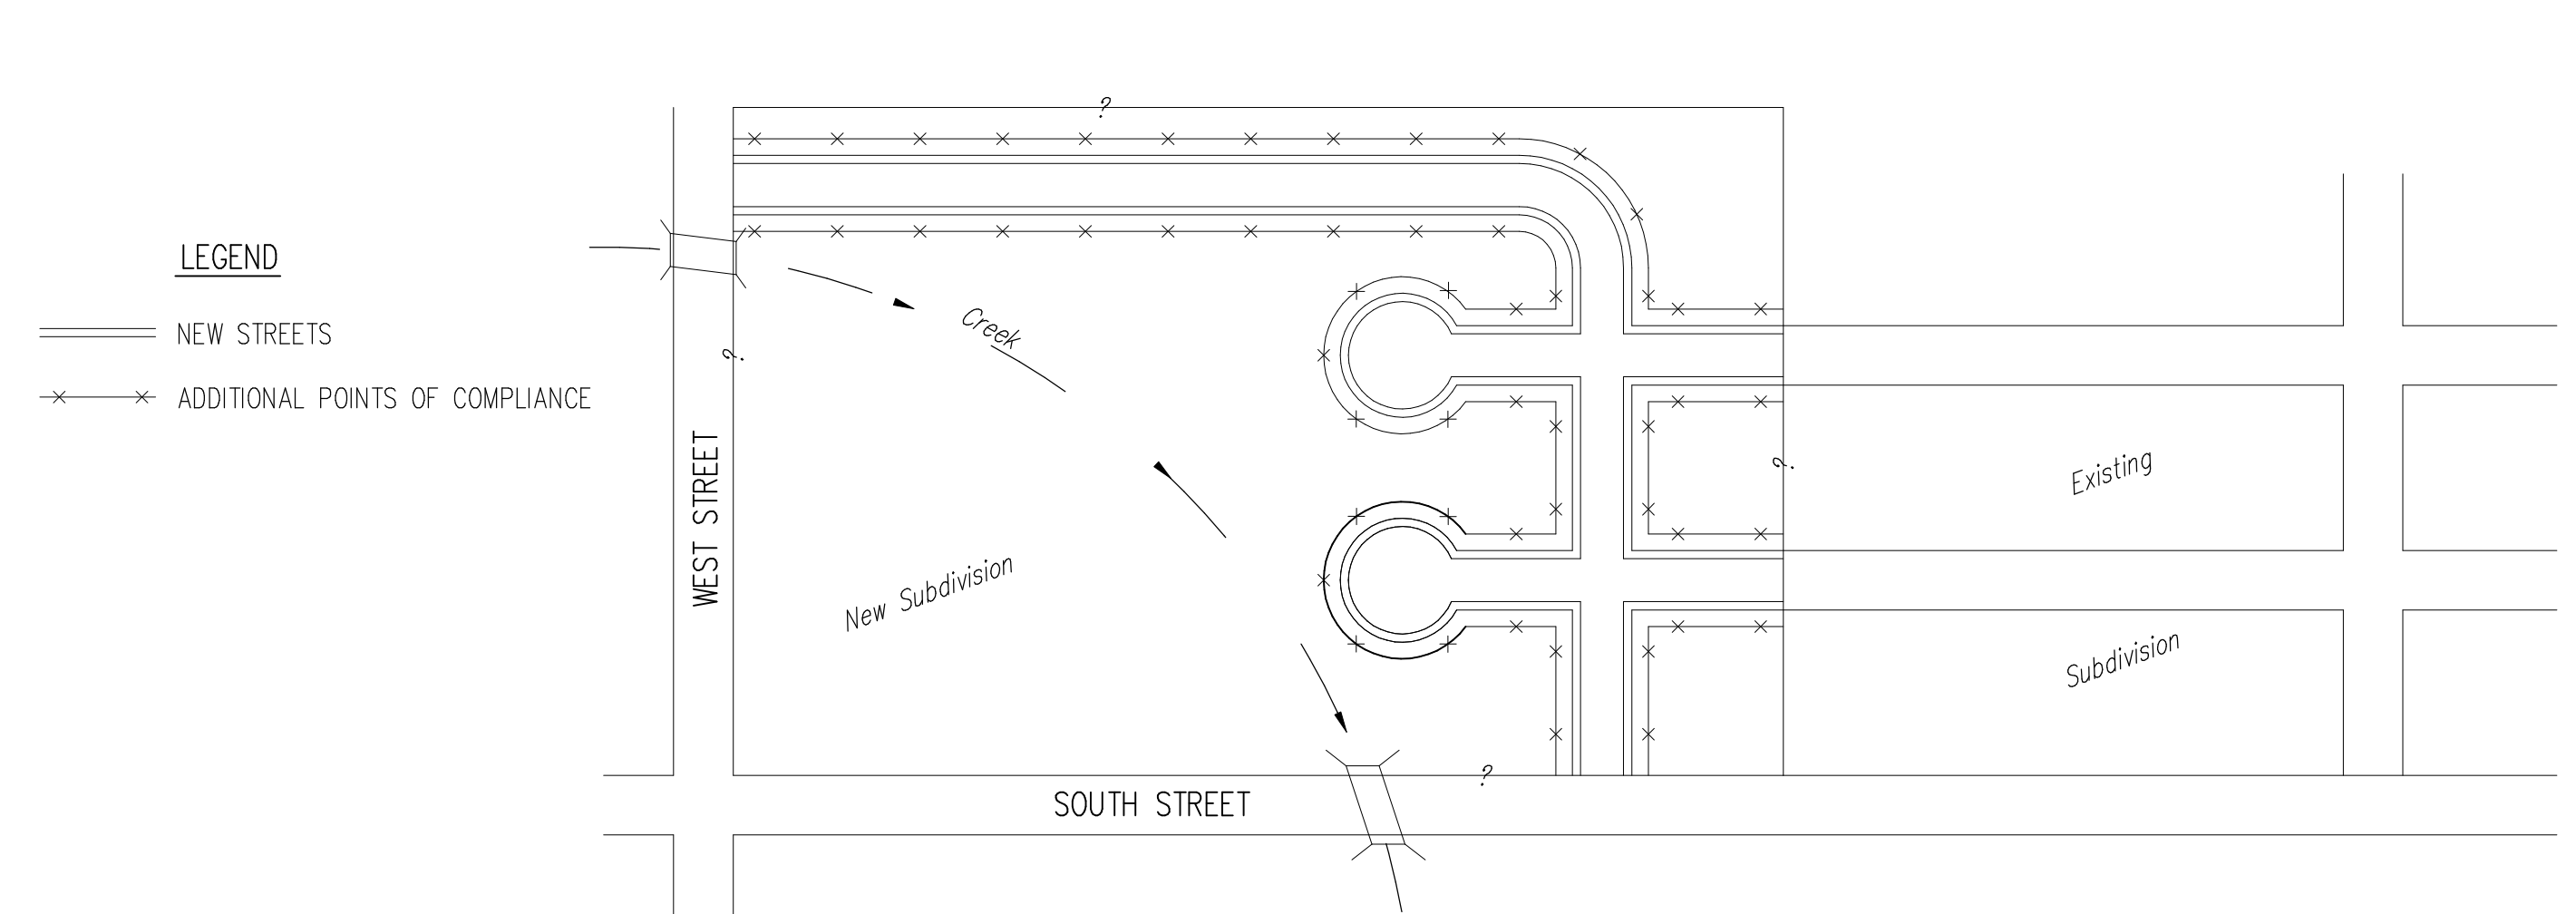 LEGEND
NEW STREETS
ADDITIONAL POINTS OF COMPLIANCE
?
?
Creek
WEST STREET
New Subdivision
?
Existing
Subdivision
?
SOUTH STREET